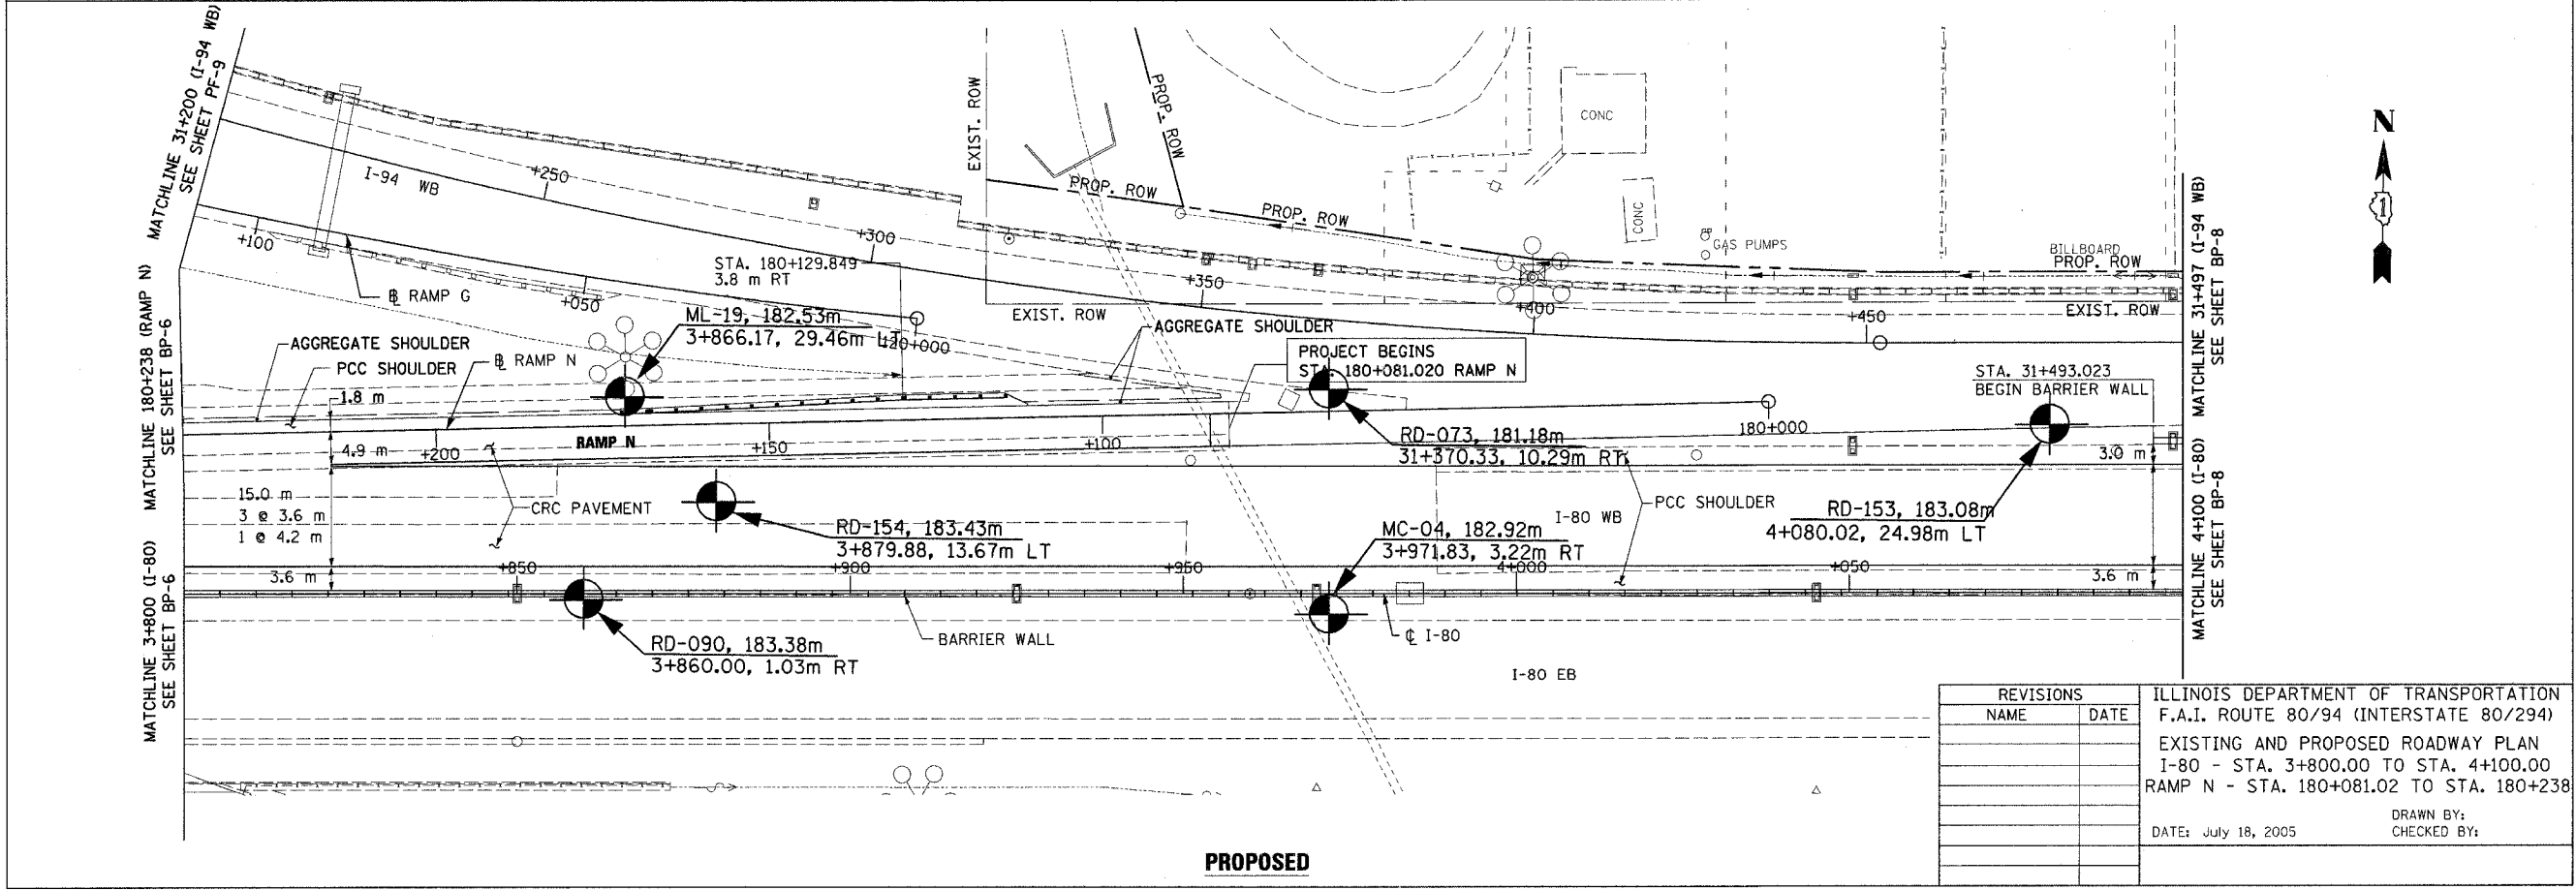 MATCHLINE 31+200 (I-94 WB)
SEE SHEET PF-9
MATCHLINE 180+238 (RAMP N)
SEE SHEET BP-6
MATCHLINE 3+800 (I-80)
SEE SHEET BP-6
I-94 WB
+250
+300
+350
+400
+450
+100
+050
120+000
℄ RAMP G
STA. 180+129.849
3.8 m RT
ML-19, 182.53m
3+866.17, 29.46m LT
EXIST. ROW
PROP. ROW
PROP. ROW
PROP. ROW
EXIST. ROW
CONC
CONC
GAS PUMPS
BILLBOARD
PROP. ROW
EXIST. ROW
N
1
AGGREGATE SHOULDER
PCC SHOULDER
℄ RAMP N
AGGREGATE SHOULDER
PROJECT BEGINS
STA. 180+081.020 RAMP N
STA. 31+493.023
BEGIN BARRIER WALL
1.8 m
4.9 m
+200
RAMP N
+150
+100
180+000
RD-073, 181.18m
31+370.33, 10.29m RT
3.0 m
15.0 m
3 @ 3.6 m
1 @ 4.2 m
CRC PAVEMENT
RD-154, 183.43m
3+879.88, 13.67m LT
MC-04, 182.92m
3+971.83, 3.22m RT
I-80 WB
PCC SHOULDER
RD-153, 183.08m
4+080.02, 24.98m LT
3.6 m
+850
+900
+950
4+000
+050
3.6 m
RD-090, 183.38m
3+860.00, 1.03m RT
BARRIER WALL
℄ I-80
I-80 EB
MATCHLINE 31+497 (I-94 WB)
SEE SHEET BP-8
MATCHLINE 4+100 (I-80)
SEE SHEET BP-8
REVISIONS
NAME DATE
ILLINOIS DEPARTMENT OF TRANSPORTATION
F.A.I. ROUTE 80/94 (INTERSTATE 80/294)
EXISTING AND PROPOSED ROADWAY PLAN
I-80 - STA. 3+800.00 TO STA. 4+100.00
RAMP N - STA. 180+081.02 TO STA. 180+238
DRAWN BY:
DATE: July 18, 2005
CHECKED BY:
PROPOSED